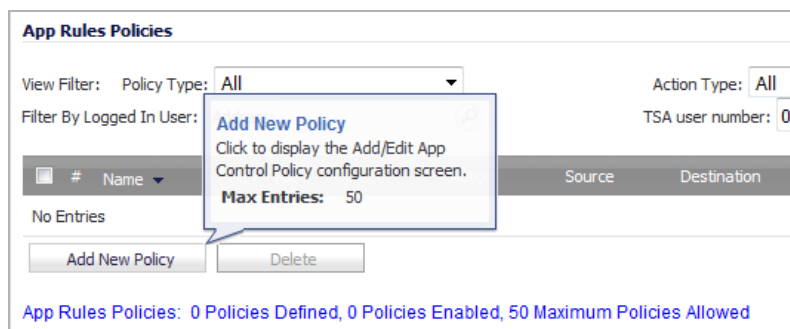 App Rules Policies
View Filter: Policy Type: All Action Type: All
Filter By Logged In User: TSA user number: 0
Add New Policy
Click to display the Add/Edit App
Control Policy configuration screen.
Max Entries: 50
# Name Source Destination
No Entries
Add New Policy Delete
App Rules Policies: 0 Policies Defined, 0 Policies Enabled, 50 Maximum Policies Allowed